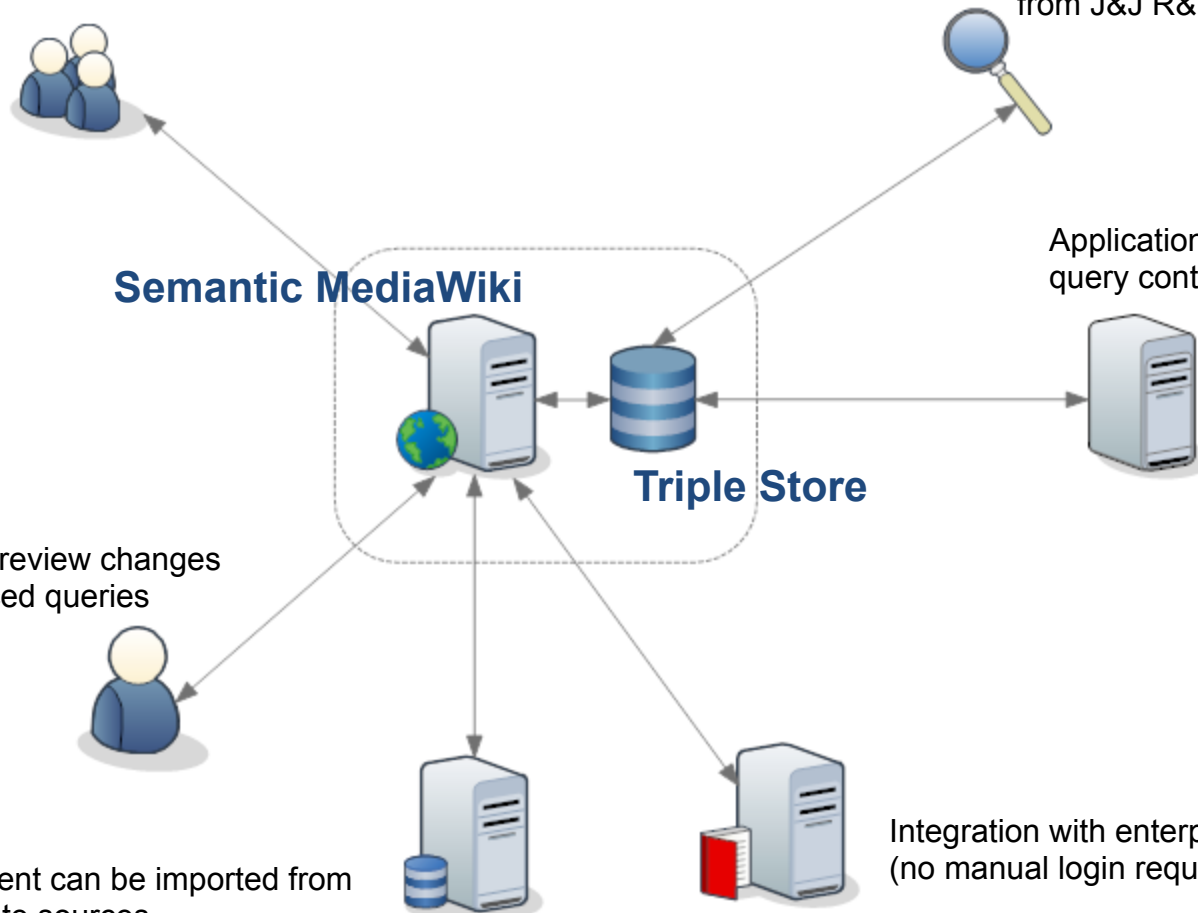 from J&J R&
Application
query cont
Semantic MediaWiki
Triple Store
review changes
ed queries
Integration with enterp
(no manual login requ
ent can be imported from